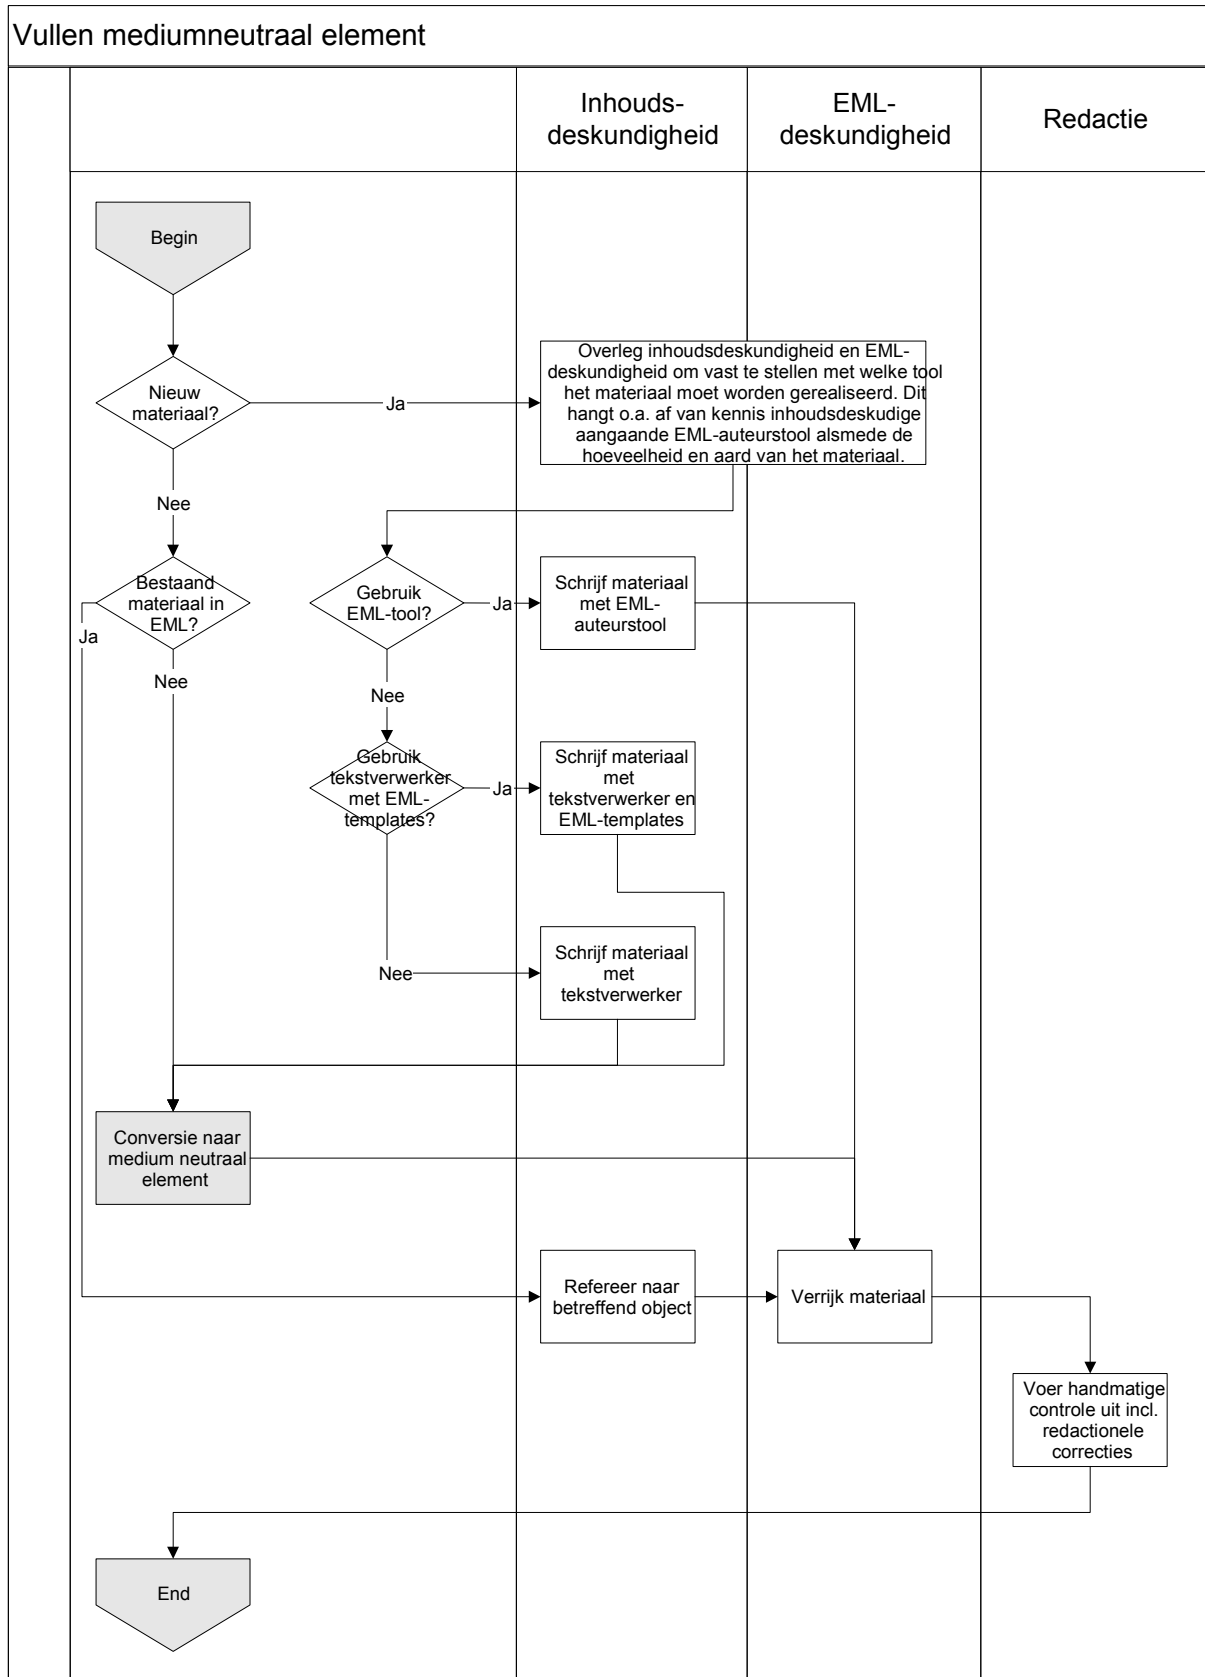 Vullen mediumneutraal element
Inhouds-
deskundigheid
EML-
deskundigheid
Redactie
Begin
Nieuw
materiaal?
Ja
Overleg inhoudsdeskundigheid en EML-
deskundigheid om vast te stellen met welke tool
het materiaal moet worden gerealiseerd. Dit
hangt o.a. af van kennis inhoudsdeskudige
aangaande EML-auteurstool alsmede de
hoeveelheid en aard van het materiaal.
Nee
Bestaand
materiaal in
EML?
Ja
Nee
Gebruik
EML-tool?
Ja
Schrijf materiaal
met EML-
auteurstool
Nee
Gebruik
tekstverwerker
met EML-
templates?
Ja
Schrijf materiaal
met
tekstverwerker en
EML-templates
Nee
Schrijf materiaal
met
tekstverwerker
Conversie naar
medium neutraal
element
Refereer naar
betreffend object
Verrijk materiaal
Voer handmatige
controle uit incl.
redactionele
correcties
End